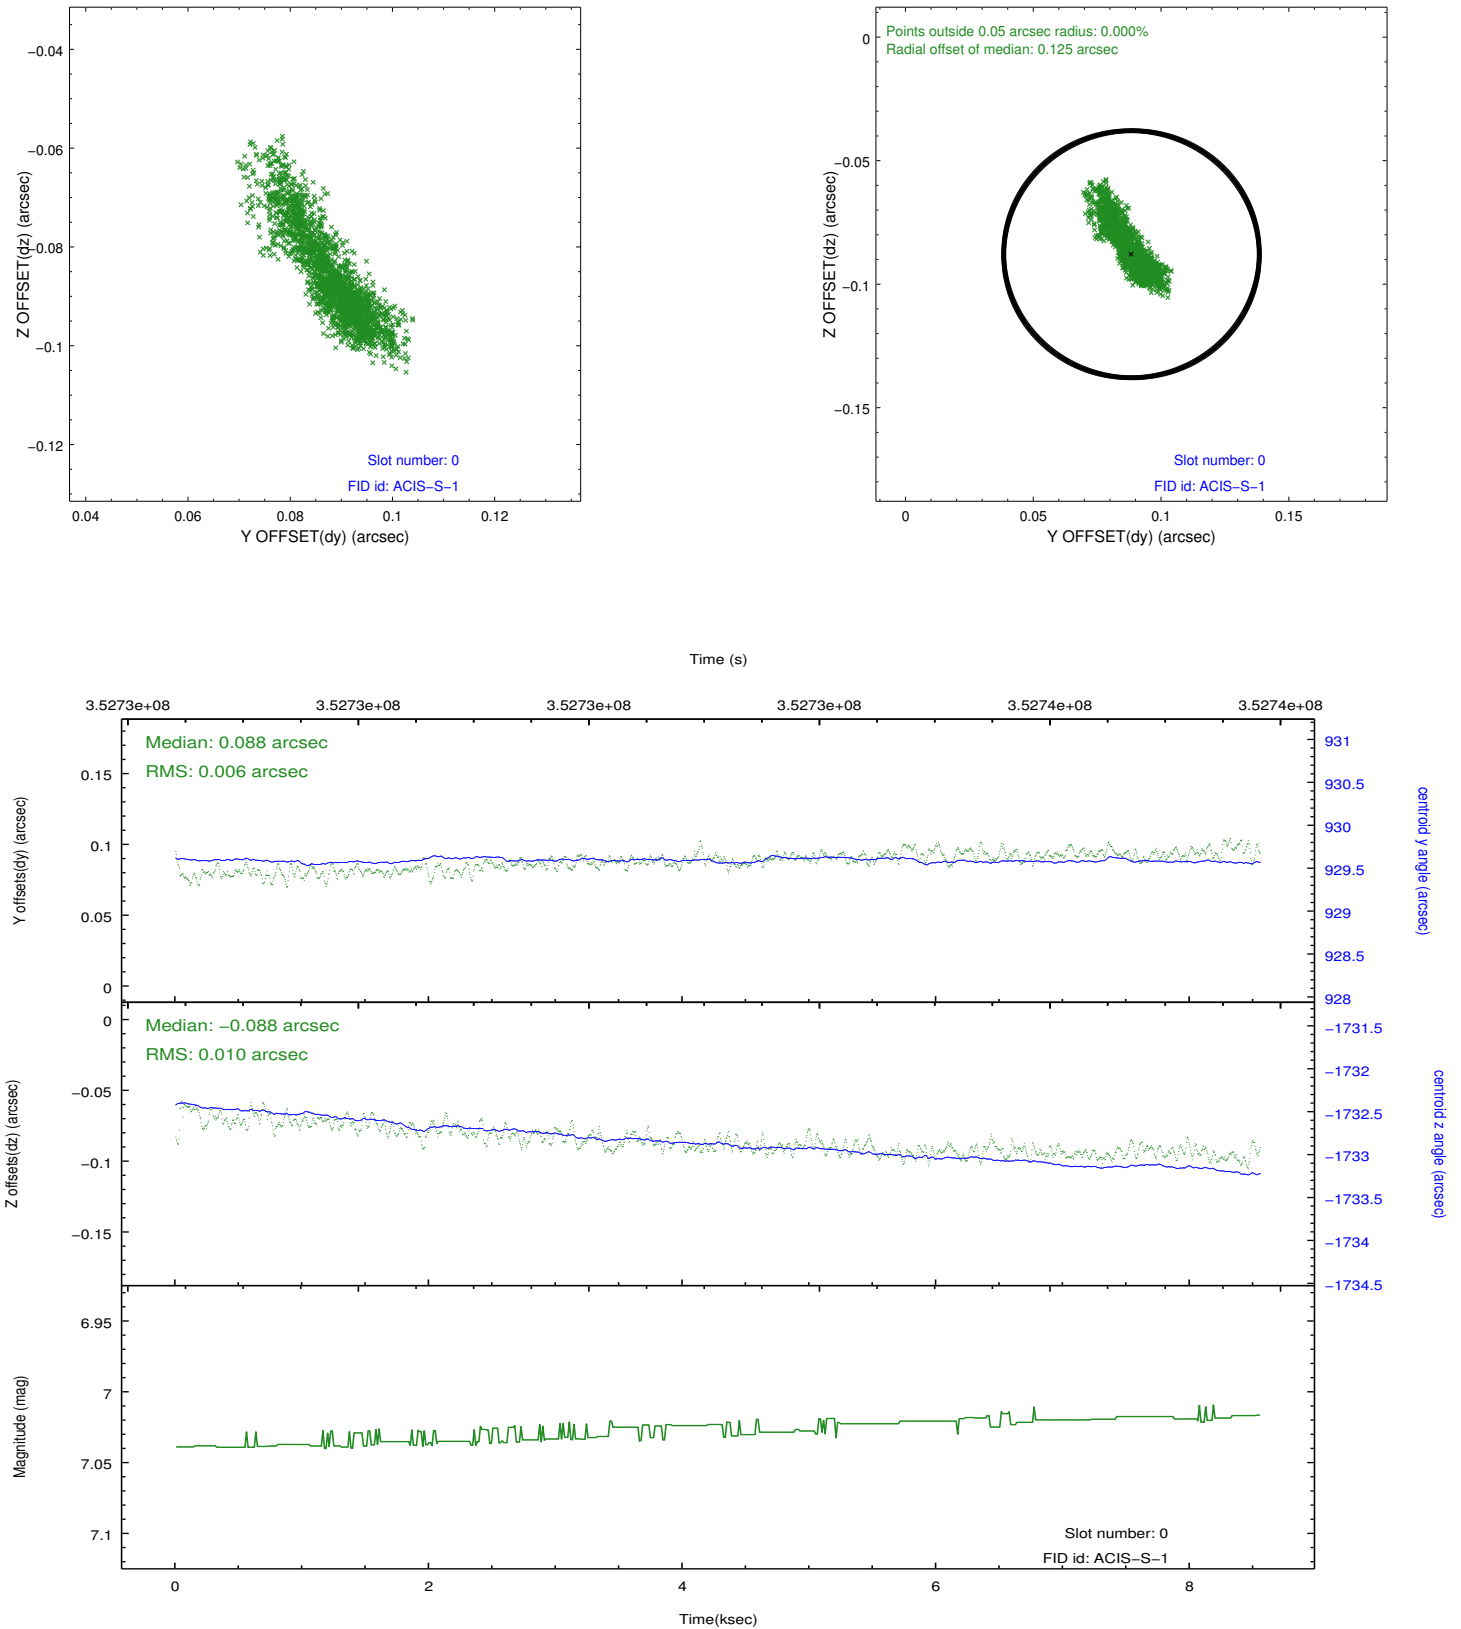 −0.04
−0.06
−0.08
−0.1
−0.12
Z OFFSET(dz) (arcsec)
0.04 0.06 0.08 0.1 0.12
Y OFFSET(dy) (arcsec)
Slot number: 0
FID id: ACIS−S−1
Points outside 0.05 arcsec radius: 0.000%
Radial offset of median: 0.125 arcsec
0
−0.05
−0.1
−0.15
Z OFFSET(dz) (arcsec)
0 0.05 0.1 0.15
Y OFFSET(dy) (arcsec)
Slot number: 0
FID id: ACIS−S−1
Time (s)
3.5273e+08 3.5273e+08 3.5273e+08 3.5273e+08 3.5274e+08 3.5274e+08
Median: 0.088 arcsec
RMS: 0.006 arcsec
0.15
0.1
0.05
0
Y offsets(dy) (arcsec)
931
930.5
930
929.5
929
928.5
928
centroid y angle (arcsec)
Median: −0.088 arcsec
RMS: 0.010 arcsec
0
−0.05
−0.1
−0.15
Z offsets(dz) (arcsec)
−1731.5
−1732
−1732.5
−1733
−1733.5
−1734
−1734.5
centroid z angle (arcsec)
6.95
7
7.05
7.1
Magnitude (mag)
Slot number: 0
FID id: ACIS−S−1
0 2 4 6 8
Time(ksec)